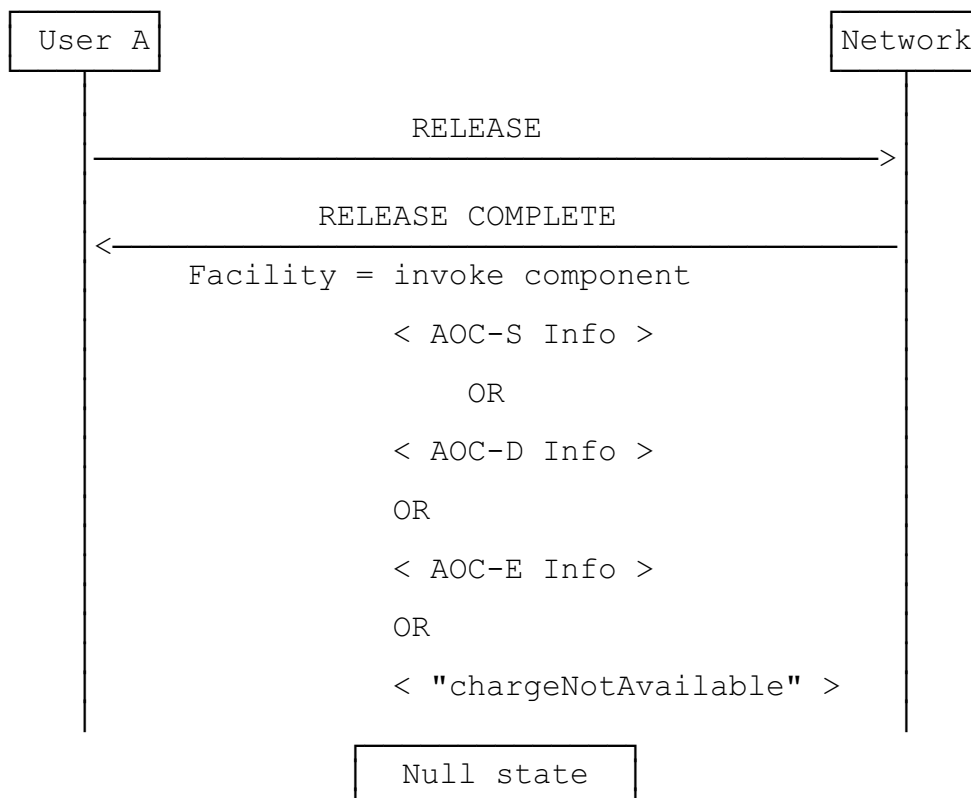 User A
Network
RELEASE
RELEASE COMPLETE
Facility = invoke component
< AOC-S Info >
OR
< AOC-D Info >
OR
< AOC-E Info >
OR
< "chargeNotAvailable" >
Null state